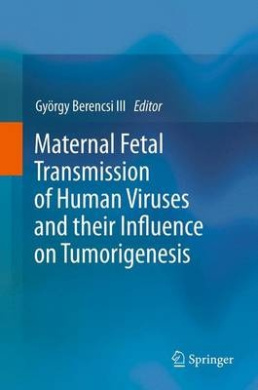 György Berencsi III Editor
Maternal Fetal
Transmission
of Human Viruses
and their Influence
on Tumorigenesis
Springer